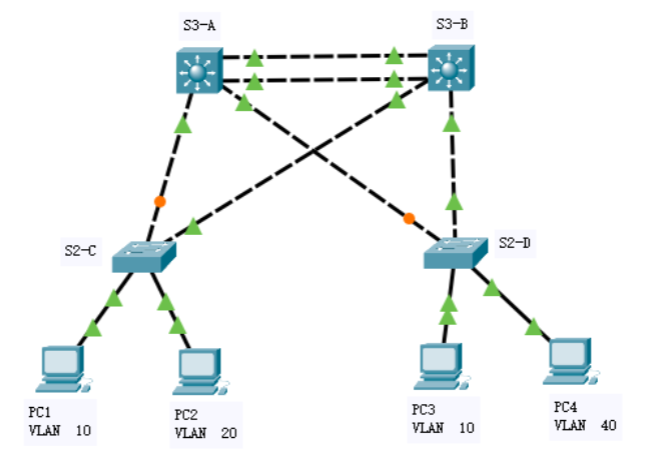 S3-A
S3-B
S2-C
S2-D
PC1
VLAN 10
PC2
VLAN 20
PC3
VLAN 10
PC4
VLAN 40